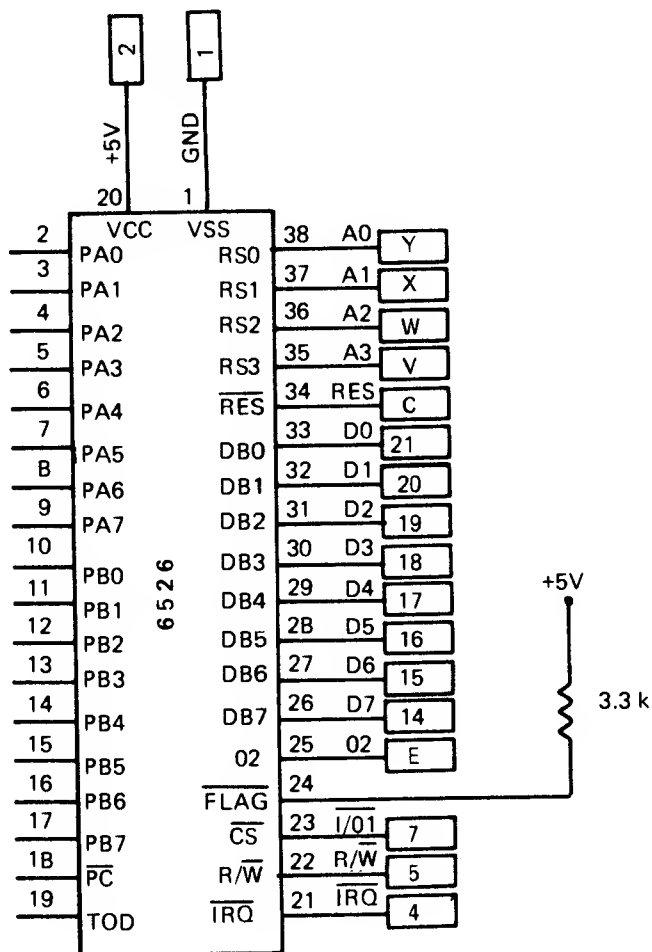 2
1
+5V
GND
20 1
VCC VSS
2 PA0 RS0 38 A0 Y
3 PA1 RS1 37 A1 X
4 PA2 RS2 36 A2 W
5 PA3 RS3 35 A3 V
6 PA4 RES 34 RES C
7 PA5 DB0 33 D0 21
B PA6 DB1 32 D1 20
9 PA7 DB2 31 D2 19
10 PB0 DB3 30 D3 18
11 PB1 DB4 29 D4 17
12 PB2 DB5 2B D5 16
13 PB3 DB6 27 D6 15
14 PB4 DB7 26 D7 14
15 PB5 02 25 02 E
16 PB6 FLAG 24
17 PB7 CS 23 I/01 7
1B PC R/W 22 R/W 5
19 TOD IRQ 21 IRQ 4
6526
+5V
3.3 k